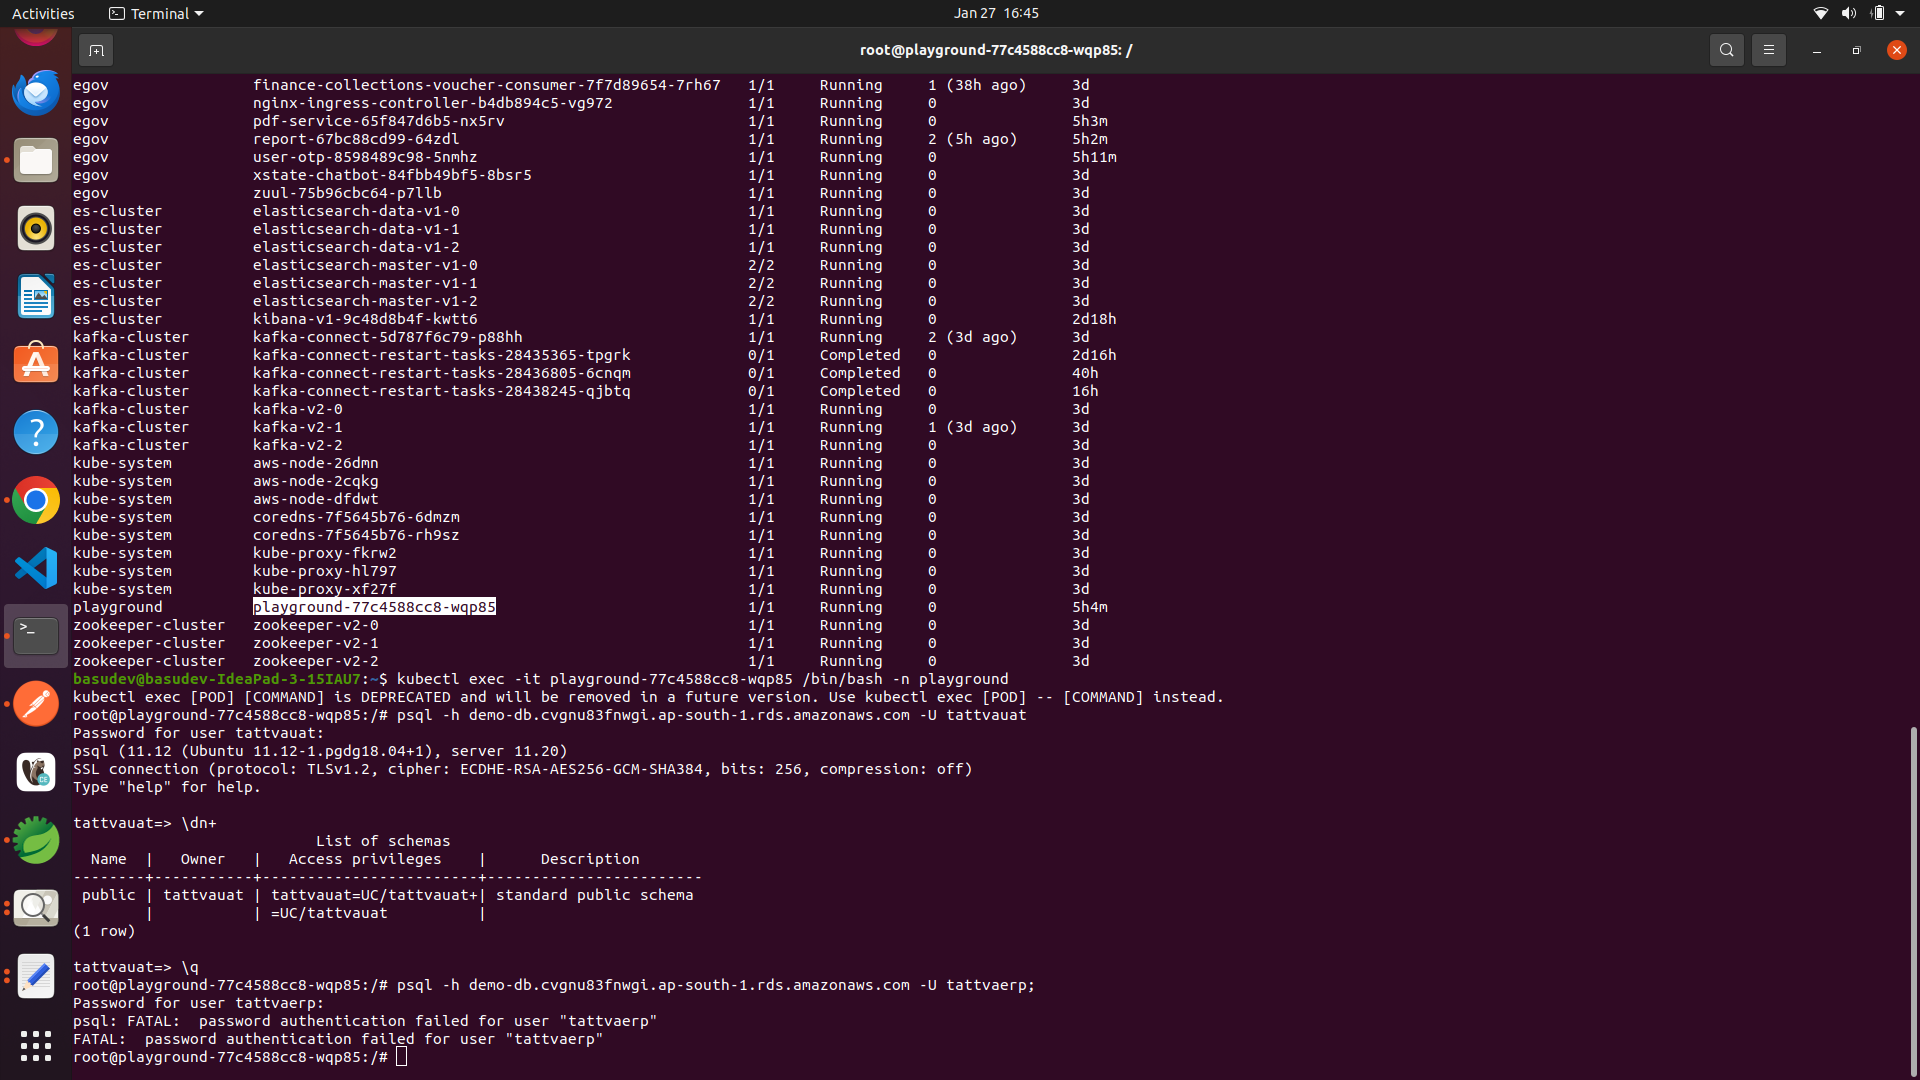 Activities Terminal Jan 27 16:45
root@playground-77c4588cc8-wqp85: /
egov finance-collections-voucher-consumer-7f7d89654-7rh67 1/1 Running 1 (38h ago) 3d
egov nginx-ingress-controller-b4db894c5-vg972 1/1 Running 0 3d
egov pdf-service-65f847d6b5-nx5rv 1/1 Running 0 5h3m
egov report-67bc88cd99-64zdl 1/1 Running 2 (5h ago) 5h2m
egov user-otp-8598489c98-5nmhz 1/1 Running 0 5h11m
egov xstate-chatbot-84fbb49bf5-8bsr5 1/1 Running 0 3d
egov zuul-75b96cbc64-p7llb 1/1 Running 0 3d
es-cluster elasticsearch-data-v1-0 1/1 Running 0 3d
es-cluster elasticsearch-data-v1-1 1/1 Running 0 3d
es-cluster elasticsearch-data-v1-2 1/1 Running 0 3d
es-cluster elasticsearch-master-v1-0 2/2 Running 0 3d
es-cluster elasticsearch-master-v1-1 2/2 Running 0 3d
es-cluster elasticsearch-master-v1-2 2/2 Running 0 3d
es-cluster kibana-v1-9c48d8b4f-kwtt6 1/1 Running 0 2d18h
kafka-cluster kafka-connect-5d787f6c79-p88hh 1/1 Running 2 (3d ago) 3d
kafka-cluster kafka-connect-restart-tasks-28435365-tpgrk 0/1 Completed 0 2d16h
kafka-cluster kafka-connect-restart-tasks-28436805-6cnqm 0/1 Completed 0 40h
kafka-cluster kafka-connect-restart-tasks-28438245-qjbtq 0/1 Completed 0 16h
kafka-cluster kafka-v2-0 1/1 Running 0 3d
kafka-cluster kafka-v2-1 1/1 Running 1 (3d ago) 3d
kafka-cluster kafka-v2-2 1/1 Running 0 3d
kube-system aws-node-26dmn 1/1 Running 0 3d
kube-system aws-node-2cqkg 1/1 Running 0 3d
kube-system aws-node-dfdwt 1/1 Running 0 3d
kube-system coredns-7f5645b76-6dmzm 1/1 Running 0 3d
kube-system coredns-7f5645b76-rh9sz 1/1 Running 0 3d
kube-system kube-proxy-fkrw2 1/1 Running 0 3d
kube-system kube-proxy-hl797 1/1 Running 0 3d
kube-system kube-proxy-xf27f 1/1 Running 0 3d
playground playground-77c4588cc8-wqp85 1/1 Running 0 5h4m
zookeeper-cluster zookeeper-v2-0 1/1 Running 0 3d
zookeeper-cluster zookeeper-v2-1 1/1 Running 0 3d
zookeeper-cluster zookeeper-v2-2 1/1 Running 0 3d
basudev@basudev-IdeaPad-3-15IAU7:~$ kubectl exec -it playground-77c4588cc8-wqp85 /bin/bash -n playground
kubectl exec [POD] [COMMAND] is DEPRECATED and will be removed in a future version. Use kubectl exec [POD] -- [COMMAND] instead.
root@playground-77c4588cc8-wqp85:/# psql -h demo-db.cvgnu83fnwgi.ap-south-1.rds.amazonaws.com -U tattvauat
Password for user tattvauat:
psql (11.12 (Ubuntu 11.12-1.pgdg18.04+1), server 11.20)
SSL connection (protocol: TLSv1.2, cipher: ECDHE-RSA-AES256-GCM-SHA384, bits: 256, compression: off)
Type "help" for help.
tattvauat=> \dn+
List of schemas
Name | Owner | Access privileges | Description
--------+-----------+------------------------+------------------------
public | tattvauat | tattvauat=UC/tattvauat+| standard public schema
| | =UC/tattvauat |
(1 row)
tattvauat=> \q
root@playground-77c4588cc8-wqp85:/# psql -h demo-db.cvgnu83fnwgi.ap-south-1.rds.amazonaws.com -U tattvaerp;
Password for user tattvaerp:
psql: FATAL:  password authentication failed for user "tattvaerp"
FATAL:  password authentication failed for user "tattvaerp"
root@playground-77c4588cc8-wqp85:/#